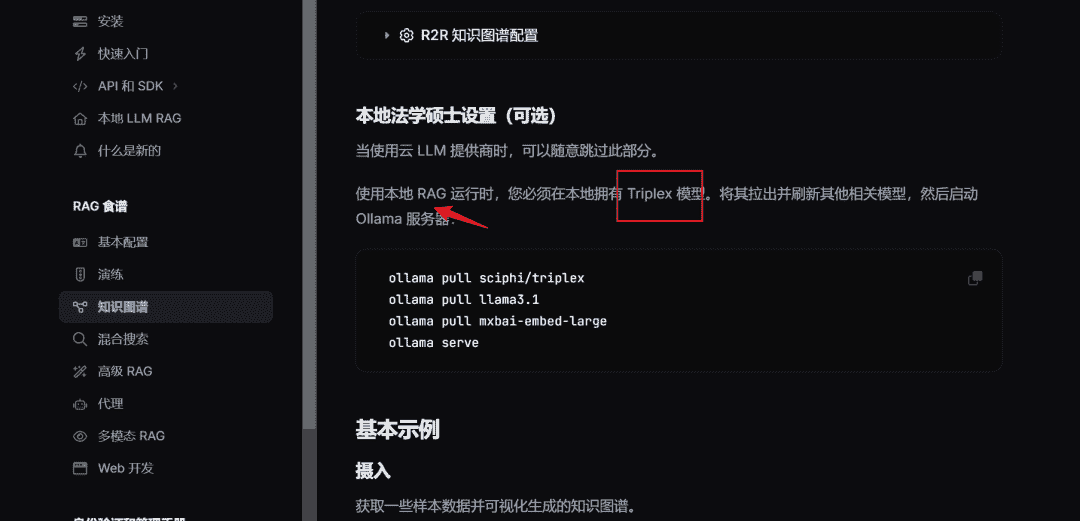 安装
快速入门
API 和 SDK
本地 LLM RAG
什么是新的
RAG 食谱
基本配置
演练
知识图谱
混合搜索
高级 RAG
代理
多模态 RAG
Web 开发
R2R 知识图谱配置
本地法学硕士设置（可选）
当使用云 LLM 提供商时，可以随意跳过此部分。
使用本地 RAG 运行时，您必须在本地拥有 Triplex 模型。将其拉出并刷新其他相关模型，然后启动
Ollama 服务器：
ollama pull sciphi/triplex
ollama pull llama3.1
ollama pull mxbai-embed-large
ollama serve
基本示例
摄入
获取一些样本数据并可视化生成的知识图谱。